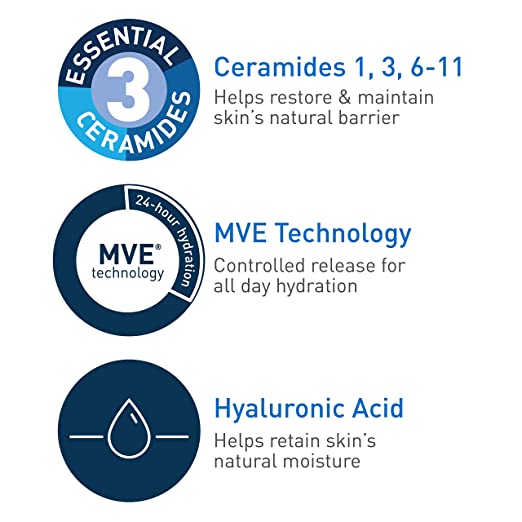 ESSENTIAL
3
CERAMIDES
Ceramides 1, 3, 6-11
Helps restore & maintain
skin's natural barrier
24-hour hydration
MVE®
technology
MVE Technology
Controlled release for
all day hydration
Hyaluronic Acid
Helps retain skin's
natural moisture